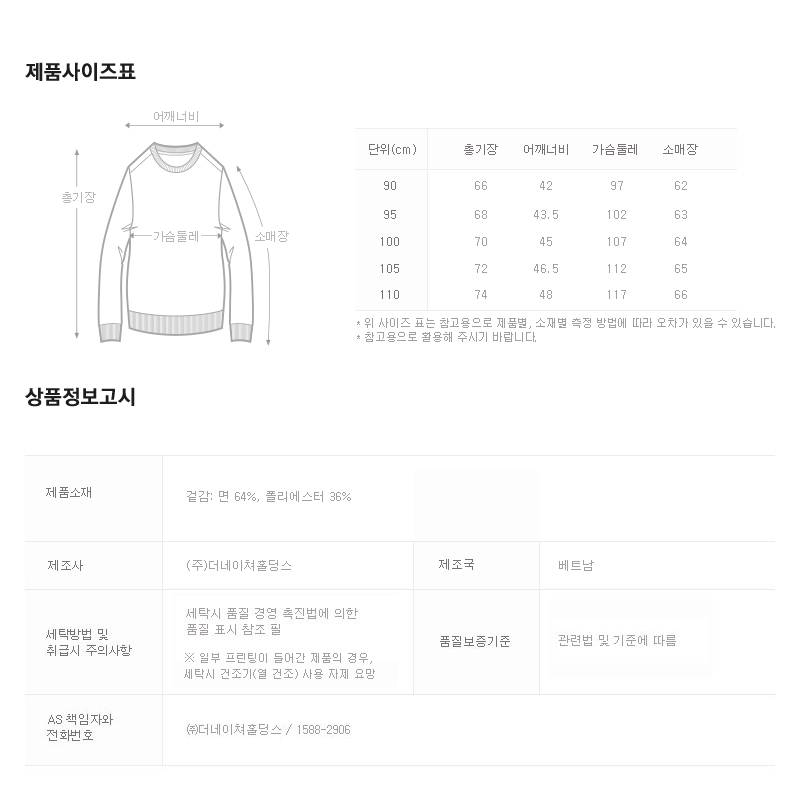 제품사이즈표
어깨너비
총기장
가슴둘레
소매장
단위(cm) 총기장 어깨너비 가슴둘레 소매장
90 66 42 97 62
95 68 43.5 102 63
100 70 45 107 64
105 72 46.5 112 65
110 74 48 117 66
* 위 사이즈 표는 참고용으로 제품별, 소재별 측정 방법에 따라 오차가 있을 수 있습니다.
* 참고용으로 활용해 주시기 바랍니다.
상품정보고시
제품소재
겉감: 면 64%, 폴리에스터 36%
제조사
(주)더네이쳐홀딩스
제조국
베트남
세탁방법 및
취급시 주의사항
세탁시 품질 경영 촉진법에 의한
품질 표시 참조 필
※ 일부 프린팅이 들어간 제품의 경우,
세탁시 건조기(열 건조) 사용 자제 요망
품질보증기준
관련법 및 기준에 따름
AS 책임자와
전화번호
㈜더네이쳐홀딩스 / 1588-2906